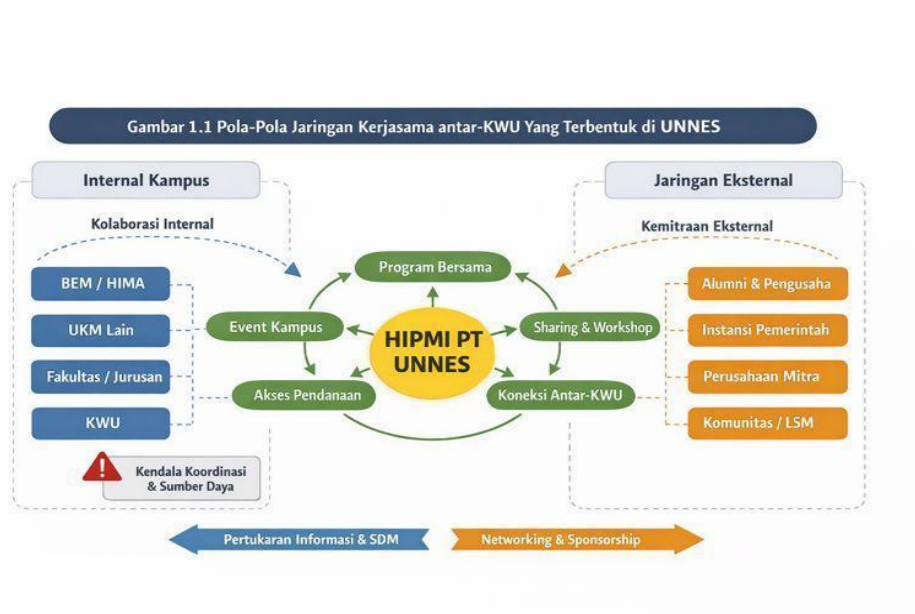 Gambar 1.1 Pola-Pola Jaringan Kerjasama antar-KWU Yang Terbentuk di UNNES
Internal Kampus
Jaringan Eksternal
Kolaborasi Internal
Kemitraan Eksternal
BEM / HIMA
UKM Lain
Fakultas / Jurusan
KWU
Program Bersama
Event Kampus
HIPMI PT
UNNES
Sharing & Workshop
Akses Pendanaan
Koneksi Antar-KWU
Alumni & Pengusaha
Instansi Pemerintah
Perusahaan Mitra
Komunitas / LSM
!
Kendala Koordinasi
& Sumber Daya
Pertukaran Informasi & SDM
Networking & Sponsorship